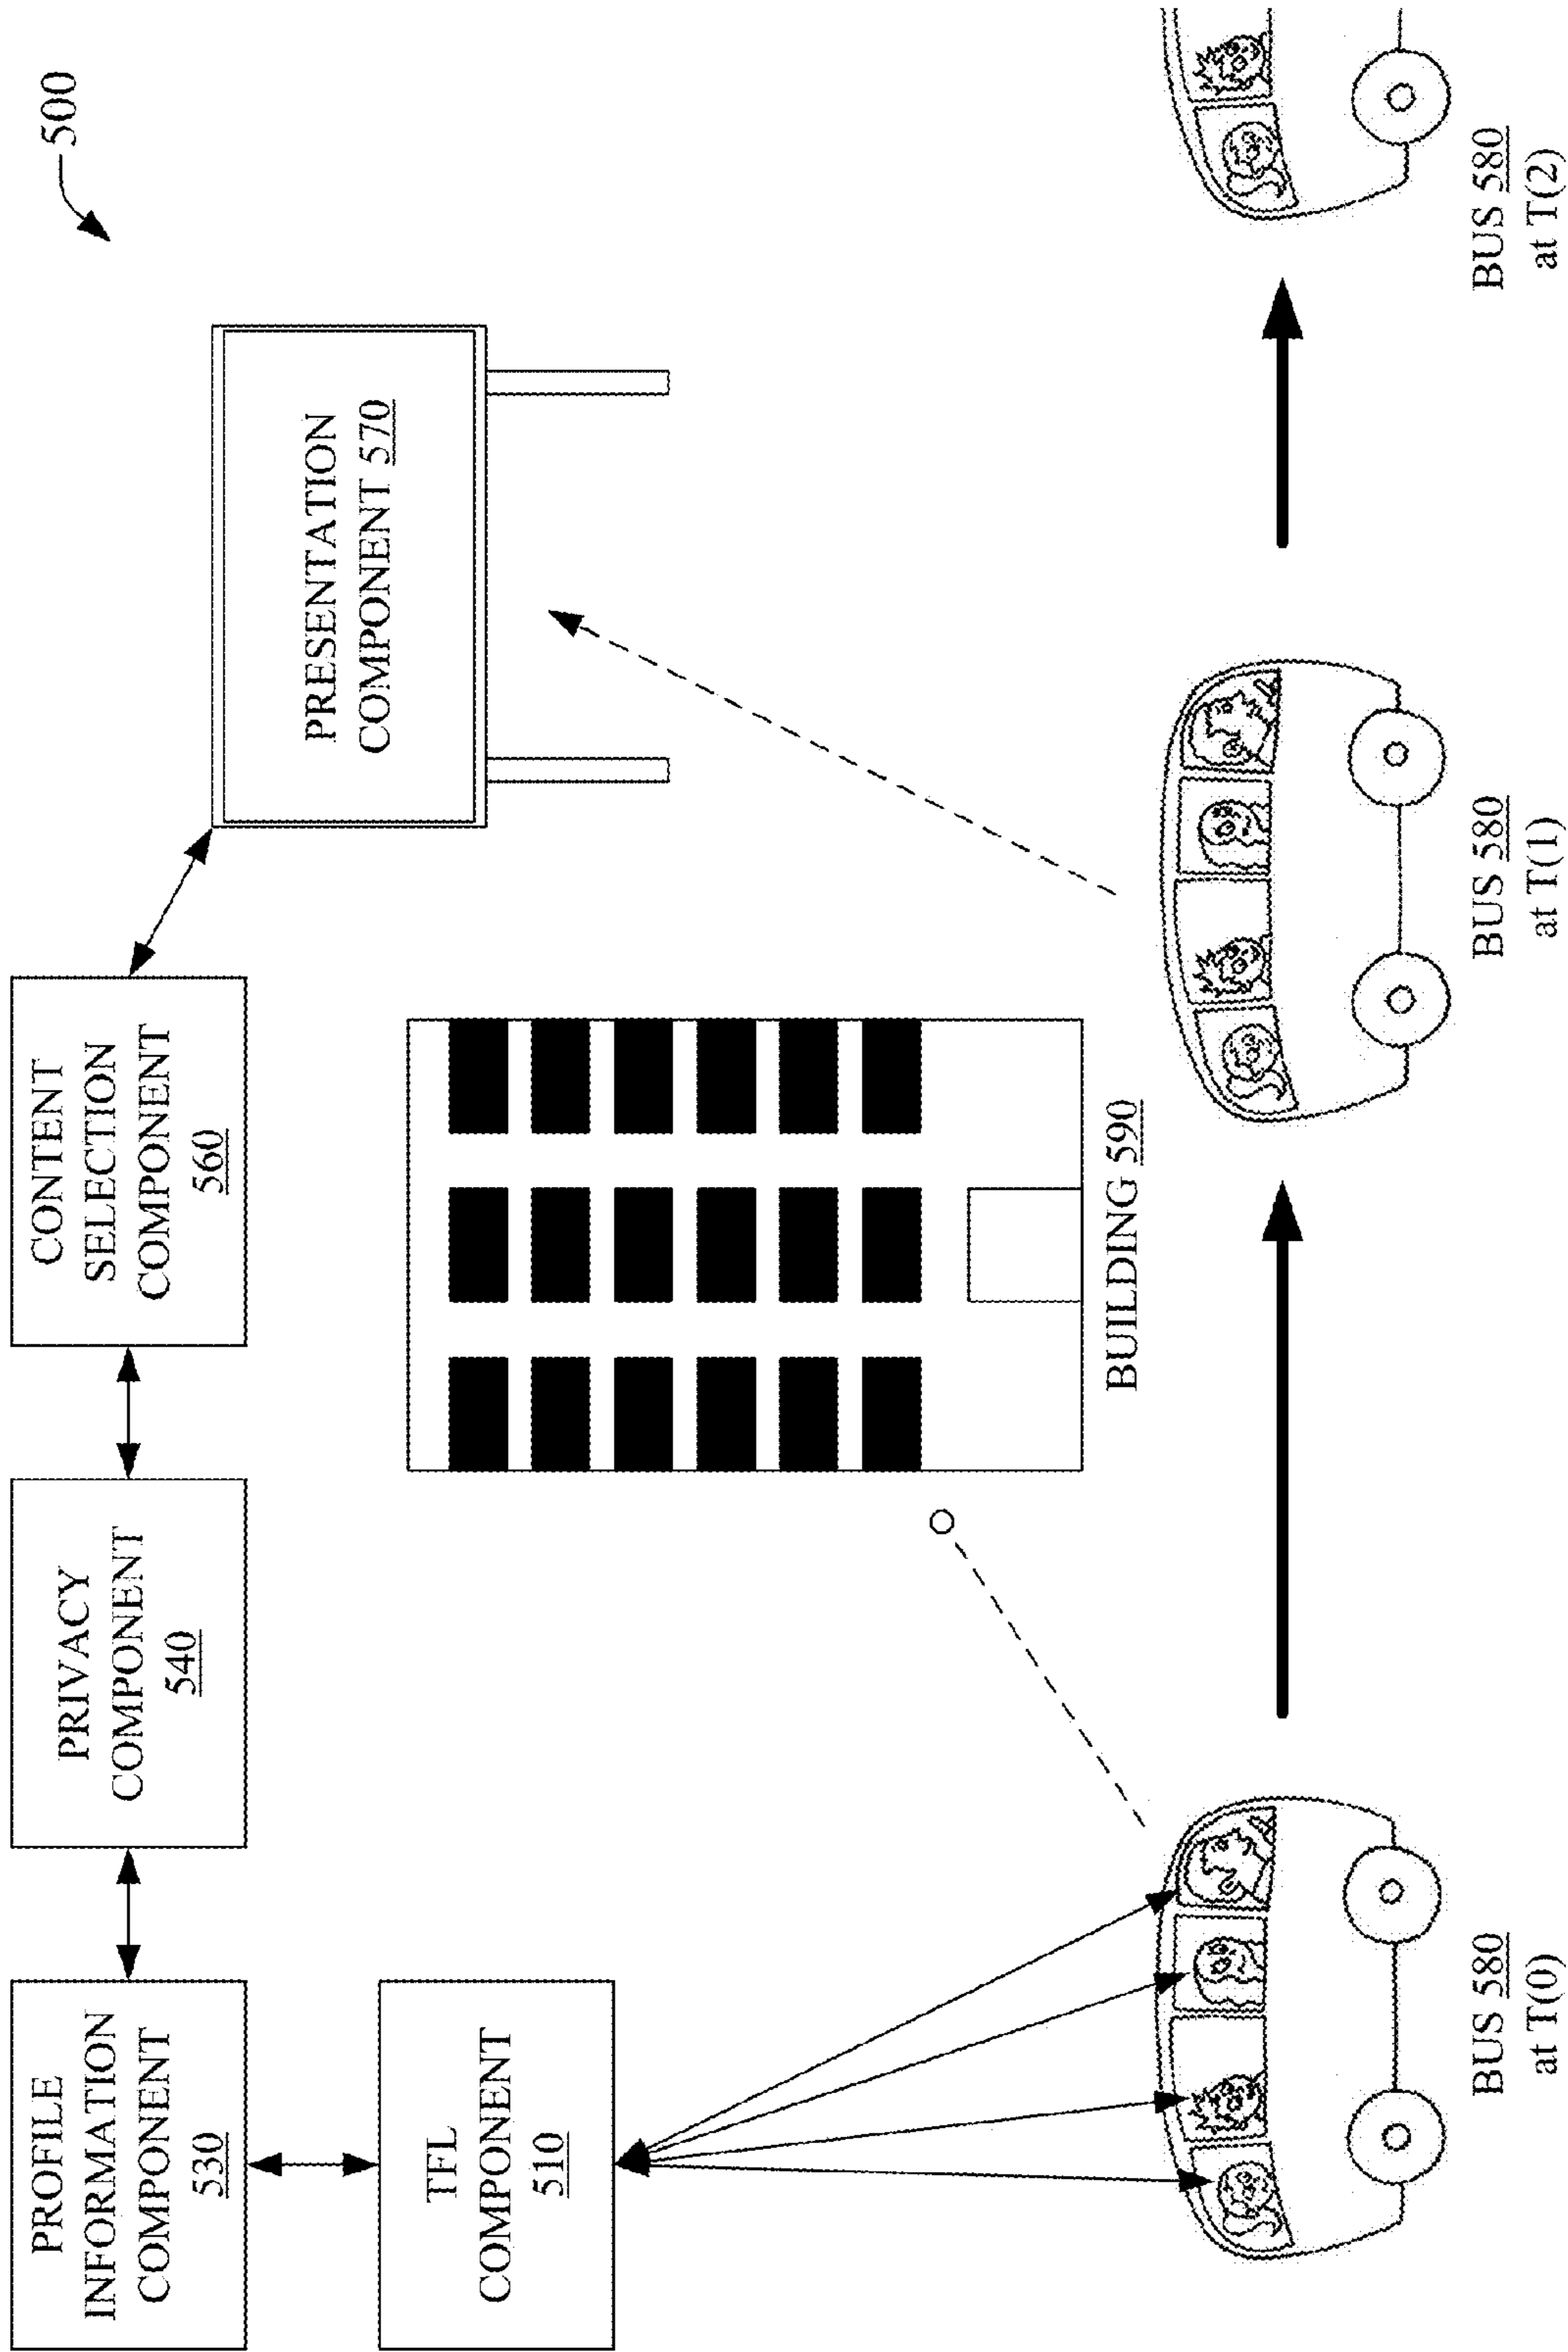 500
PROFILE
INFORMATION
COMPONENT
530
PRIVACY
COMPONENT
540
CONTENT
SELECTION
COMPONENT
560
PRESENTATION
COMPONENT 570
TFL
COMPONENT
510
BUILDING 590
BUS 580
at T(0)
BUS 580
at T(1)
BUS 580
at T(2)